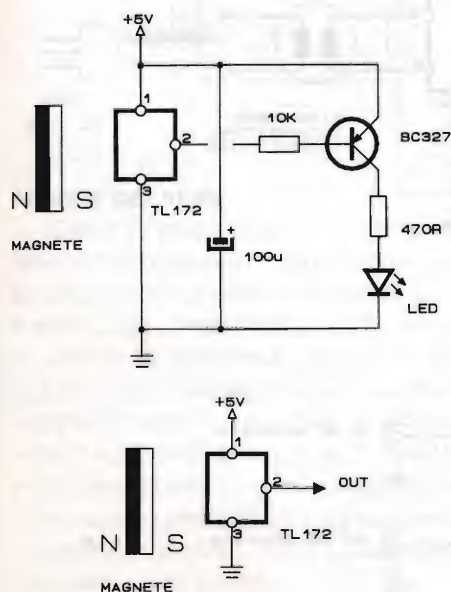 +5V
1
2
3
TL172
N S
MAGNETE
10K
BC327
+
100u
470R
LED
+5V
1
2
OUT
3
TL172
N S
MAGNETE